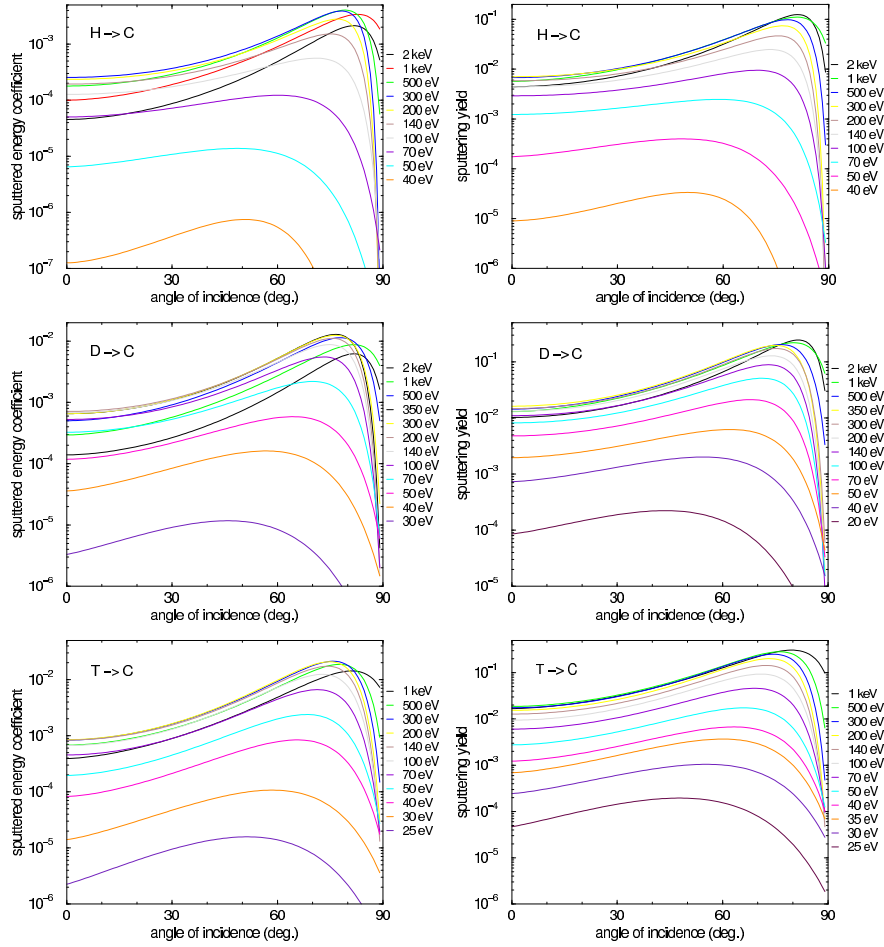 H->C
sputtered energy coefficient
10−3
10−4
10−5
10−6
10−7
0 30 60 90
angle of incidence (deg.)
2 keV
1 keV
500 eV
300 eV
200 eV
140 eV
100 eV
70 eV
50 eV
40 eV
H->C
sputtering yield
10−1
10−2
10−3
10−4
10−5
10−6
0 30 60 90
angle of incidence (deg.)
2 keV
1 keV
500 eV
300 eV
200 eV
140 eV
100 eV
70 eV
50 eV
40 eV
D->C
sputtered energy coefficient
10−2
10−3
10−4
10−5
10−6
0 30 60 90
angle of incidence (deg.)
2 keV
1 keV
500 eV
350 eV
300 eV
200 eV
140 eV
100 eV
70 eV
50 eV
40 eV
30 eV
D->C
sputtering yield
10−1
10−2
10−3
10−4
10−5
0 30 60 90
angle of incidence (deg.)
2 keV
1 keV
500 eV
350 eV
300 eV
200 eV
140 eV
100 eV
70 eV
50 eV
40 eV
20 eV
T->C
sputtered energy coefficient
10−2
10−3
10−4
10−5
10−6
0 30 60 90
angle of incidence (deg.)
1 keV
500 eV
300 eV
200 eV
140 eV
100 eV
70 eV
50 eV
40 eV
30 eV
25 eV
T->C
sputtering yield
10−1
10−2
10−3
10−4
10−5
10−6
0 30 60 90
angle of incidence (deg.)
1 keV
500 eV
300 eV
200 eV
140 eV
100 eV
70 eV
50 eV
40 eV
35 eV
30 eV
25 eV